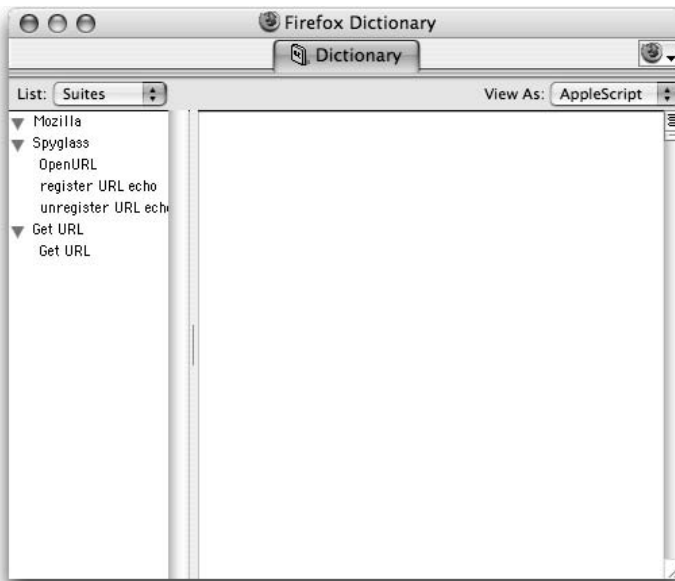 Firefox Dictionary
Dictionary
List: Suites View As: AppleScript
Mozilla
Spyglass
OpenURL
register URL echo
unregister URL echo
Get URL
Get URL